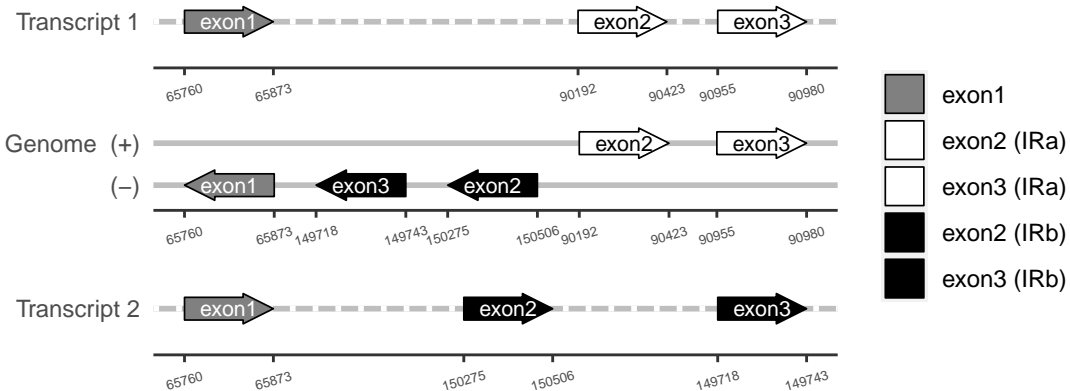 Transcript 1 exon1 exon2 exon3
65760 65873 90192 90423 90955 90980
Genome (+) exon2 exon3
(−) exon1 exon3 exon2
65760 65873 149718 149743 150275 150506 90192 90423 90955 90980
Transcript 2 exon1 exon2 exon3
65760 65873 150275 150506 149718 149743
exon1
exon2 (IRa)
exon3 (IRa)
exon2 (IRb)
exon3 (IRb)